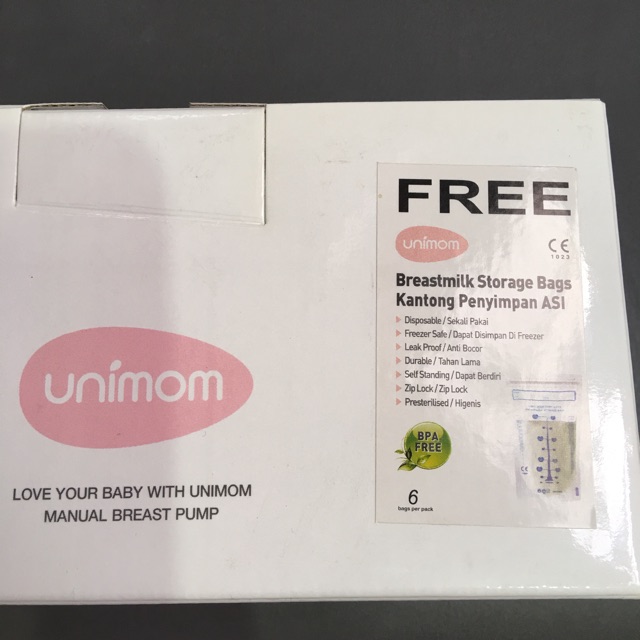 unimom
LOVE YOUR BABY WITH UNIMOM
MANUAL BREAST PUMP
FREE
unimom
CE
1023
Breastmilk Storage Bags
Kantong Penyimpan ASI
Disposable / Sekali Pakai
Freezer Safe / Dapat Disimpan Di Freezer
Leak Proof / Anti Bocor
Durable / Tahan Lama
Self Standing / Dapat Berdiri
Zip Lock / Zip Lock
Presterilised / Higenis
BPA
FREE
6
bags per pack